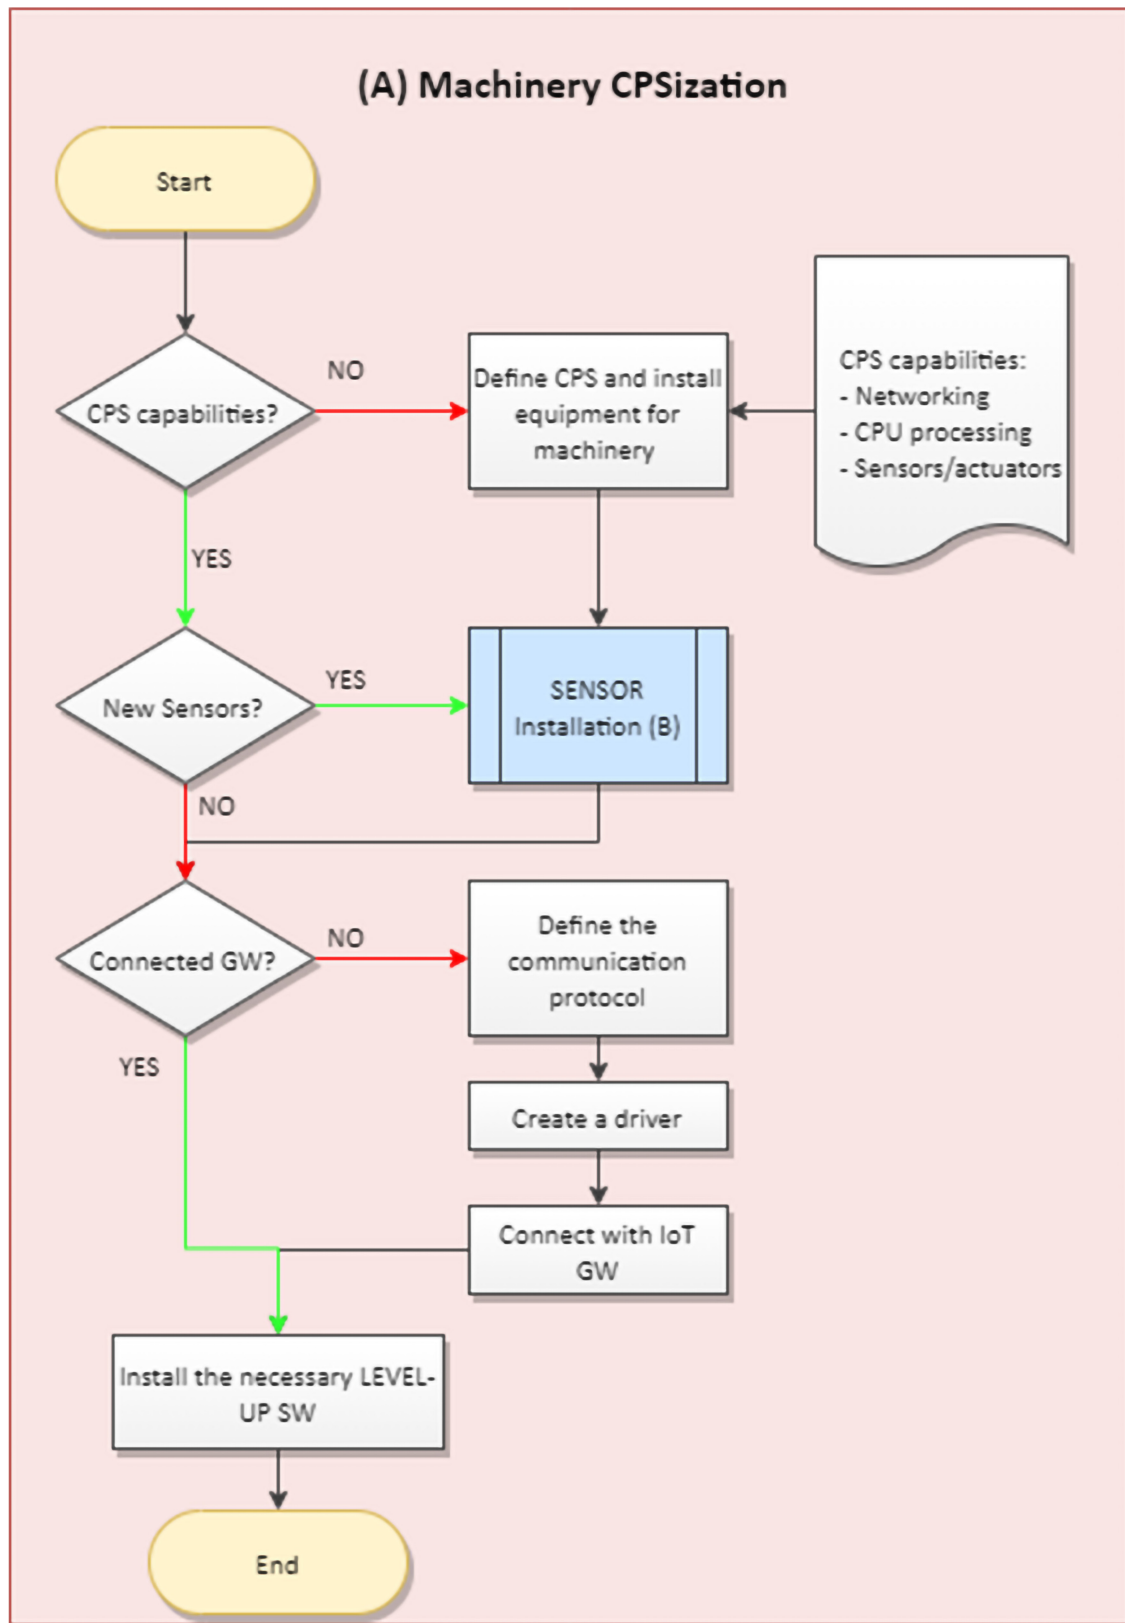 (A) Machinery CPSization
Start
CPS capabilities?
NO
Define CPS and install
equipment for
machinery
CPS capabilities:
- Networking
- CPU processing
- Sensors/actuators
YES
New Sensors?
YES
SENSOR
Installation (B)
NO
Connected GW?
NO
Define the
communication
protocol
YES
Create a driver
Connect with IoT
GW
Install the necessary LEVEL-
UP SW
End